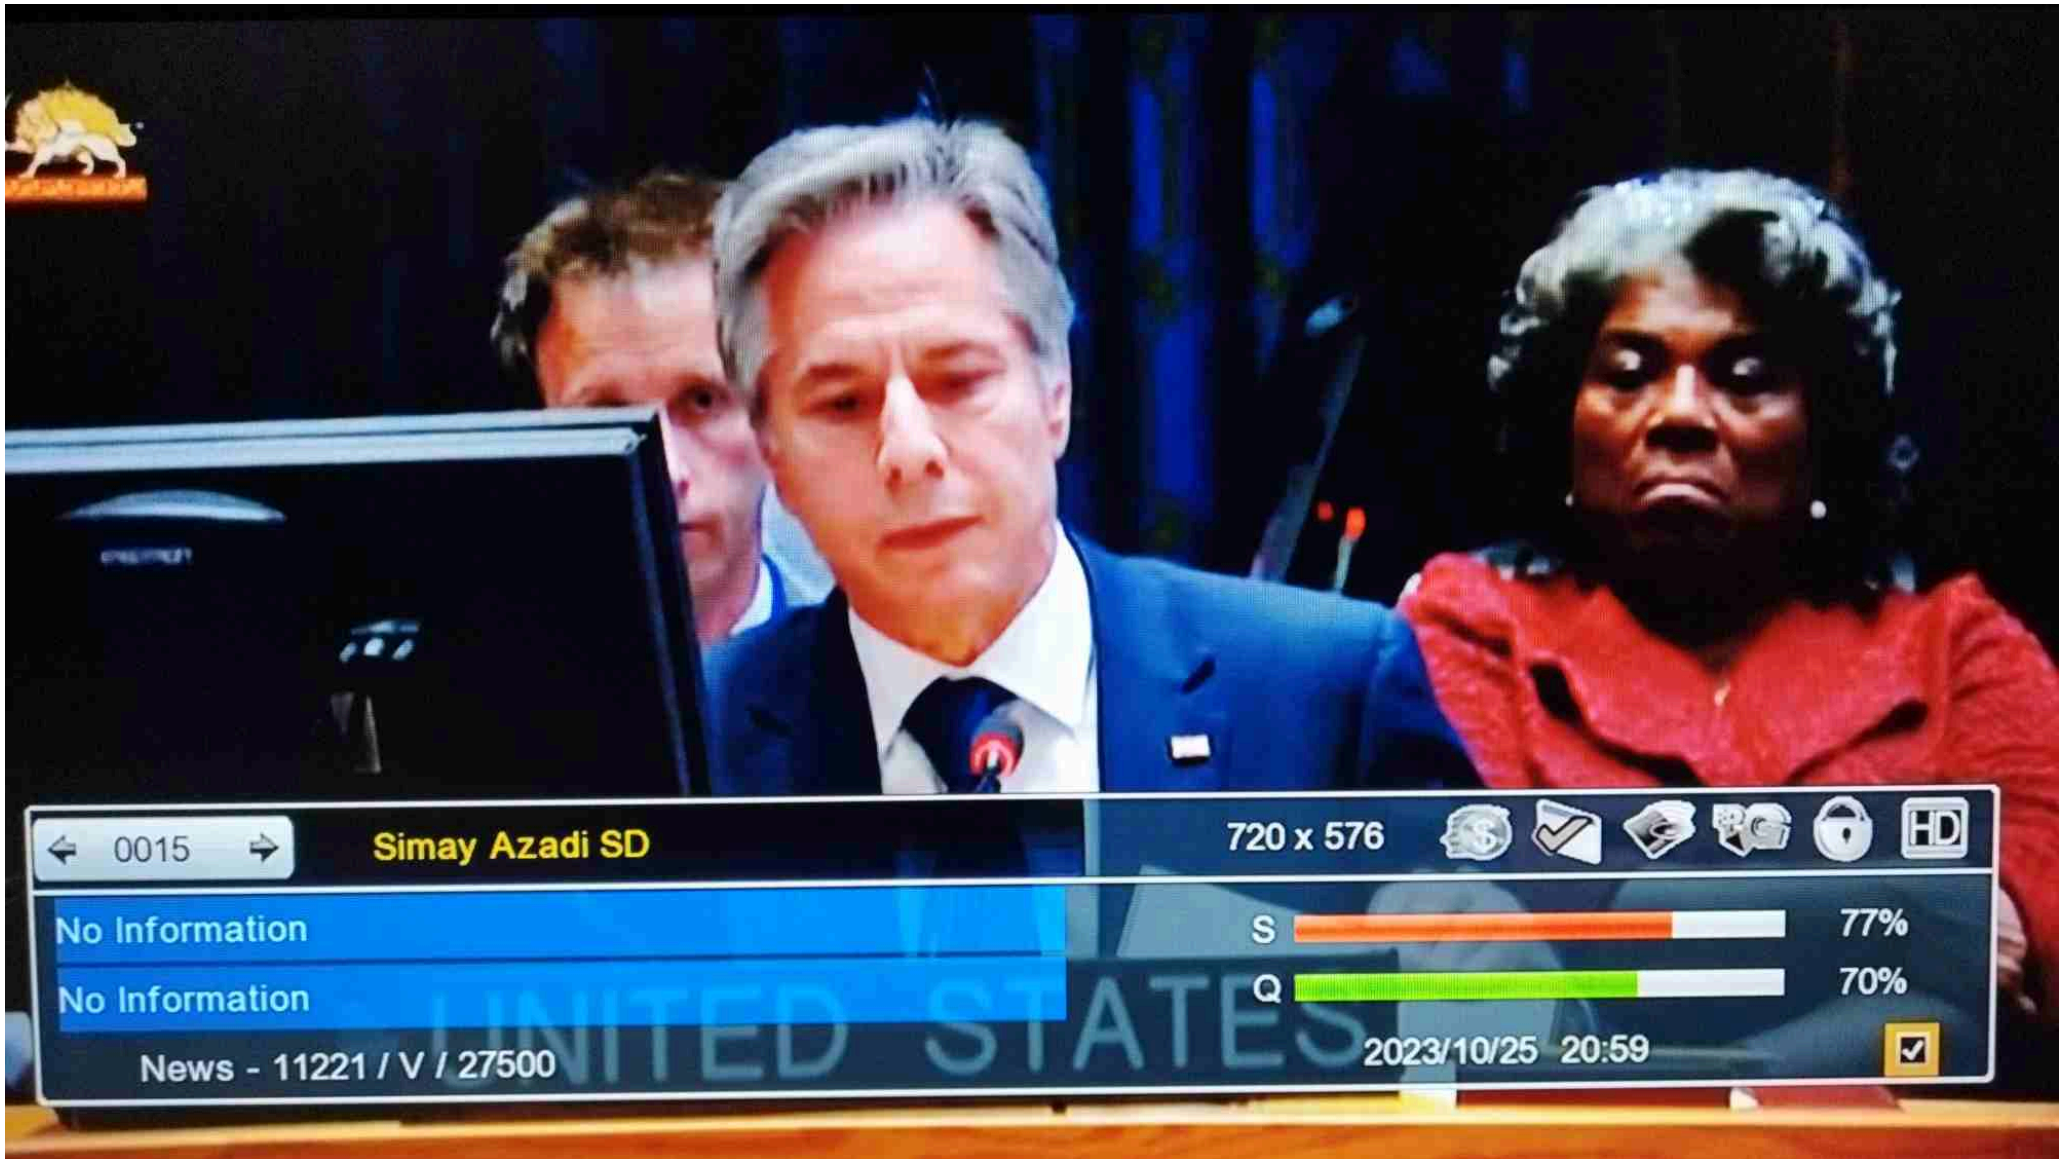 0015
Simay Azadi SD
720 x 576
HD
No Information
S 77%
No Information
Q 70%
UNITED STATES
News - 11221 / V / 27500
2023/10/25 20:59